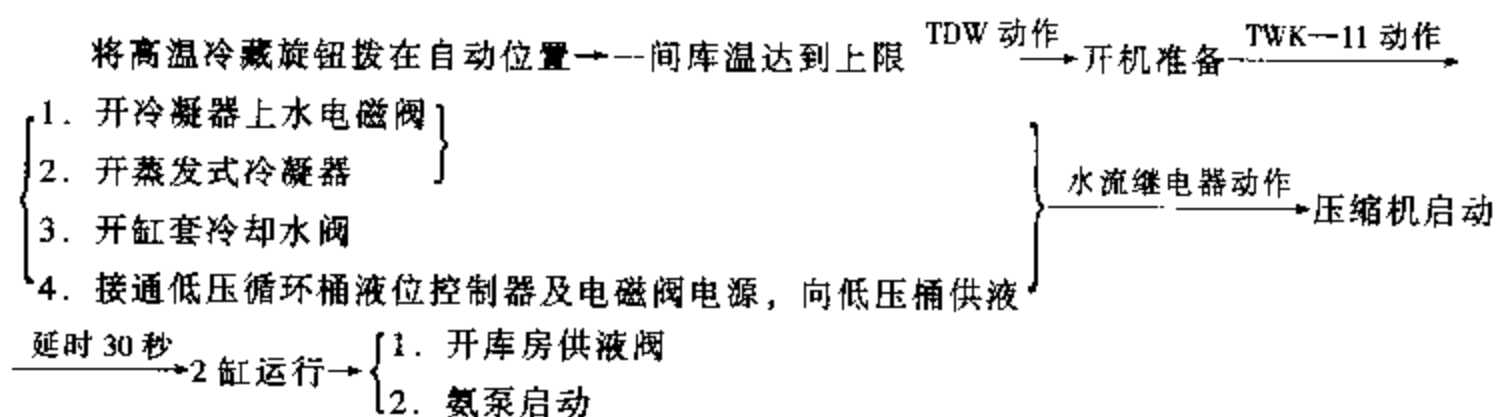 将高温冷藏旋钮拨在自动位置→一间库温达到上限 TDW 动作→开机准备 TWK—11 动作→
1. 开冷凝器上水电磁阀
2. 开蒸发式冷凝器
3. 开缸套冷却水阀
4. 接通低压循环桶液位控制器及电磁阀电源，向低压桶供液
水流继电器动作→压缩机启动
延时 30 秒→2 缸运行→
1. 开库房供液阀
2. 氨泵启动